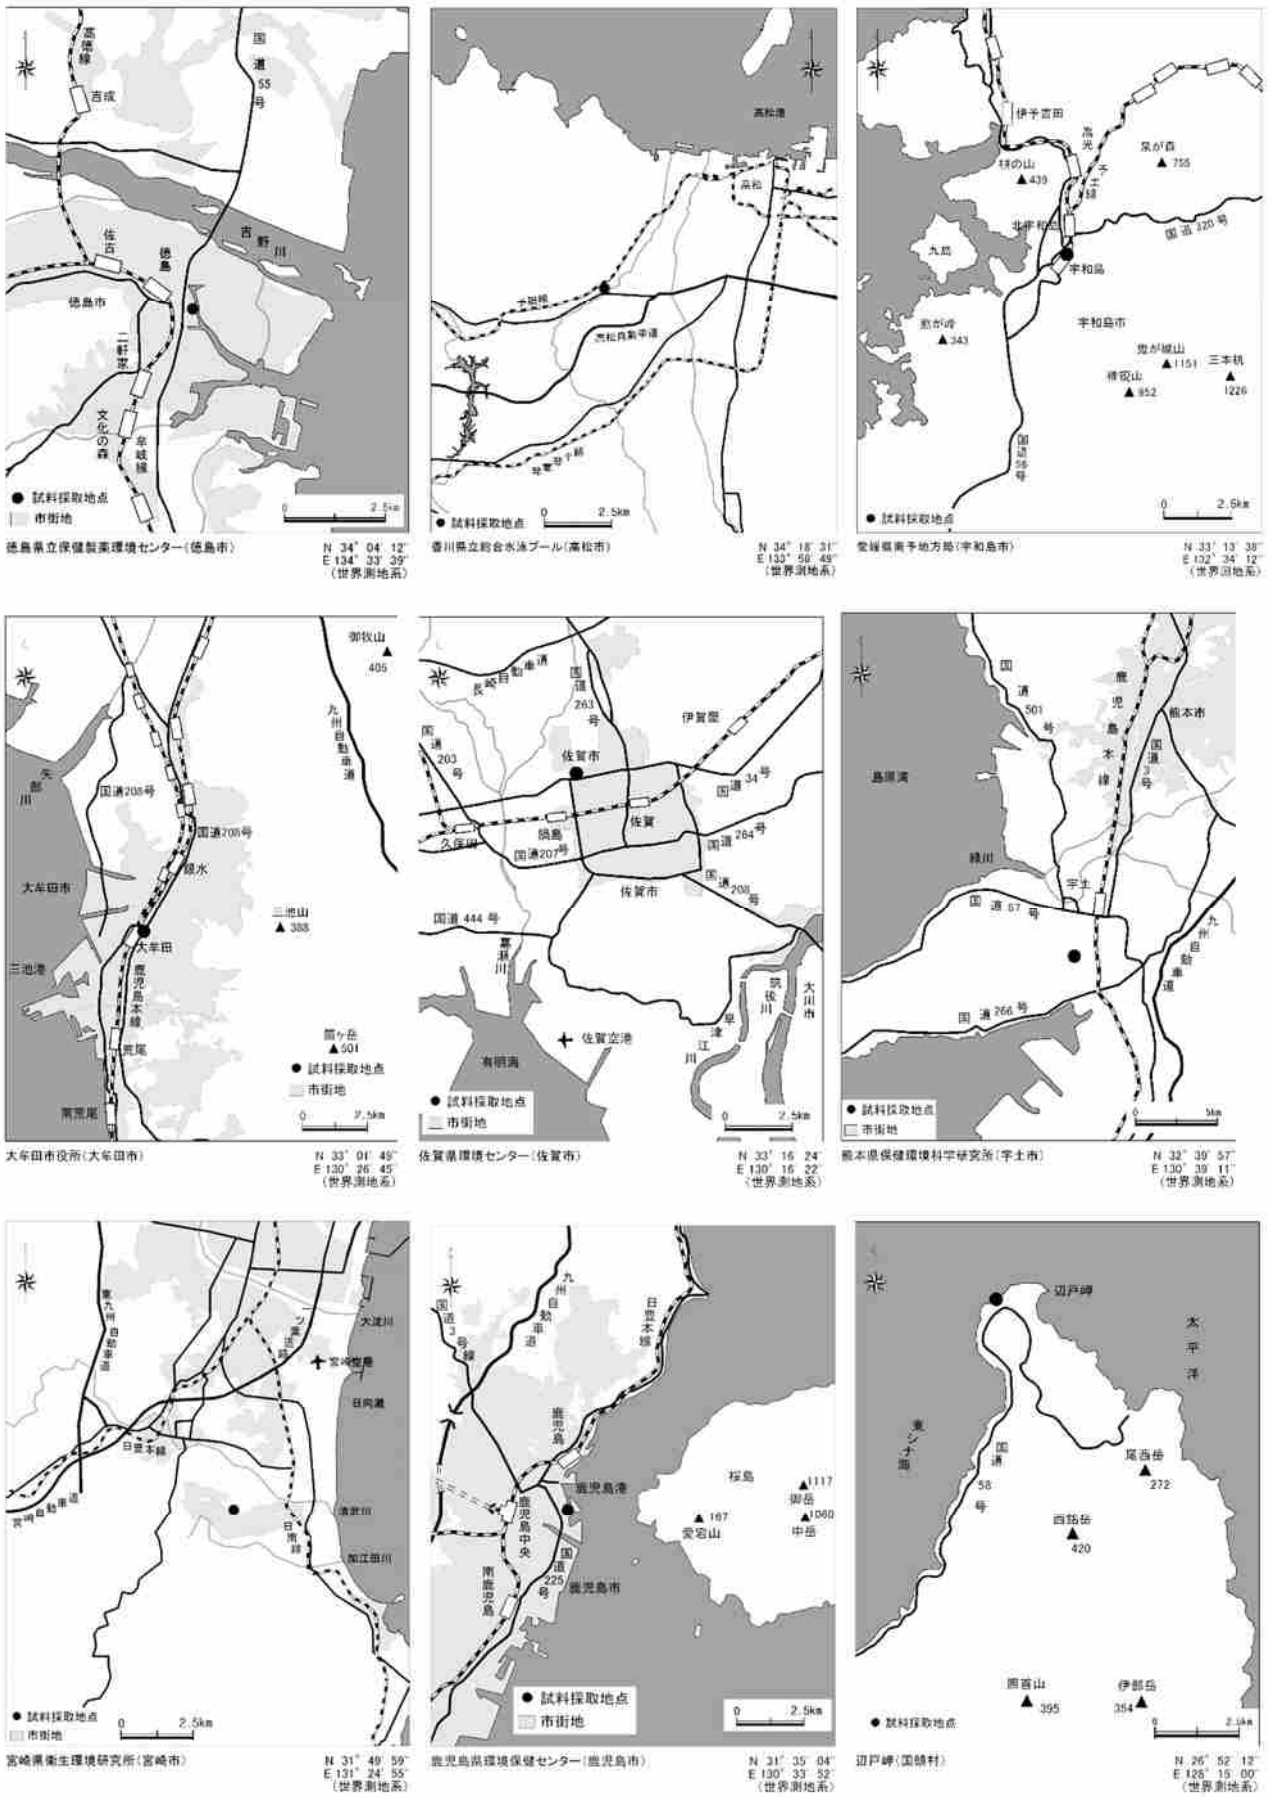 高徳線
吉成
国道55号
吉野川
佐古
徳島
徳島市
二軒家
文化の森
牟岐線
● 試料採取地点
市街地
0 2.5km
徳島県立保健製薬環境センター(徳島市)
N 34° 04′ 12″
E 134° 33′ 39″
(世界測地系)
高松港
高松
予讃線
高松自動車道
● 試料採取地点
0 2.5km
香川県立総合水泳プール(高松市)
N 34° 18′ 31″
(世界測地系)
伊予吉田
予土線
泉が森
▲ 755
▲ 439
北宇和島
国道320号
九島
宇和島
宇和島市
▲ 343
鬼が城山
▲1151
三本杭
▲
1226
▲ 952
国道56号
● 試料採取地点
0 2.5km
愛媛県南予地方局(宇和島市)
N 33° 13′ 38″
E 132° 34′ 12″
(世界測地系)
御牧山
▲
405
九州自動車道
矢部川
国道208号
国道208号
銀水
大牟田市
三池山
▲ 388
大牟田
三池港
鹿児島本線
荒尾
▲501
南荒尾
● 試料採取地点
市街地
0 2.5km
大牟田市役所(大牟田市)
N 33° 01′ 49″
E 130° 26′ 45″
(世界測地系)
長崎自動車道
国道263号
国道203号
伊賀屋
佐賀市
国道34号
久保田
鍋島
佐賀
国道207号
国道264号
佐賀市
国道208号
国道444号
嘉瀬川
筑後川
大川市
早津江川
佐賀空港
有明海
● 試料採取地点
市街地
0 2.5km
佐賀県環境センター(佐賀市)
N 33° 16′ 24″
E 130° 16′ 22″
(世界測地系)
国道501号
鹿児島本線
熊本市
国道3号
島原湾
緑川
宇土
国道57号
九州自動車道
国道266号
● 試料採取地点
市街地
0 5km
熊本県保健環境科学研究所(宇土市)
N 32° 39′ 57″
E 130° 39′ 11″
(世界測地系)
東九州自動車道
大淀川
宮崎空港
日向灘
日豊本線
宮崎自動車道
清武川
日南線
加江田川
● 試料採取地点
市街地
0 2.5km
宮崎県衛生環境研究所(宮崎市)
N 31° 49′ 59″
E 131° 24′ 55″
(世界測地系)
国道3号線
九州自動車道
日豊本線
鹿児島
鹿児島港
鹿児島中央
国道225号
南鹿児島
鹿児島市
桜島
▲1117
御岳
▲1060
中岳
▲ 167
愛宕山
● 試料採取地点
市街地
0 2.5km
鹿児島県環境保健センター(鹿児島市)
N 31° 35′ 04″
E 130° 33′ 52″
(世界測地系)
辺戸岬
太平洋
東シナ海
国道58号
尾西岳
▲
272
西銘岳
▲
420
照首山
▲ 395
伊部岳
354 ▲
● 試料採取地点
0 2.5km
辺戸岬(国頭村)
N 26° 52′ 12″
E 128° 15′ 00″
(世界測地系)